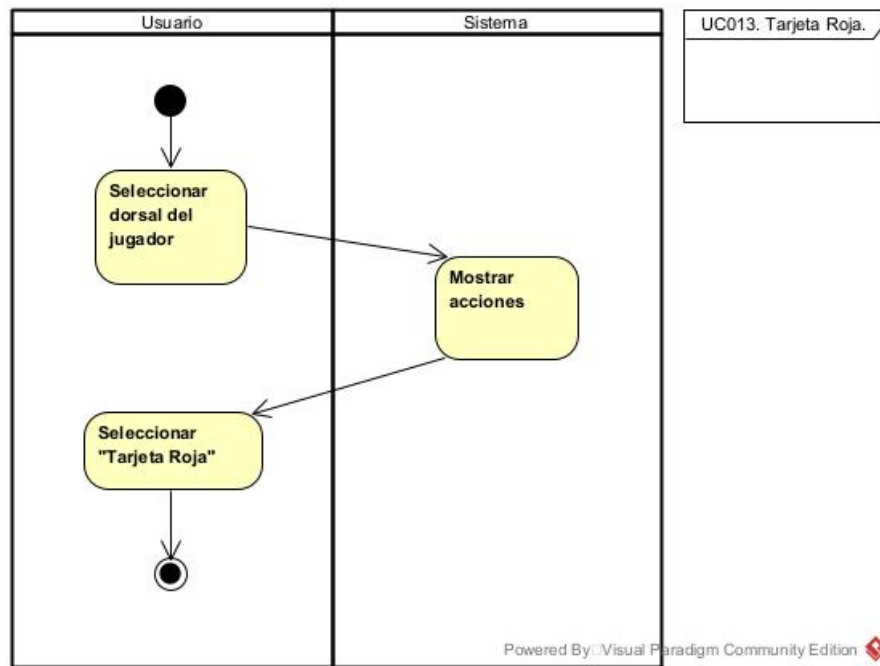 Usuario
Sistema
UC013. Tarjeta Roja.
Seleccionar
dorsal del
jugador
Mostrar
acciones
Seleccionar
"Tarjeta Roja"
Powered By Visual Paradigm Community Edition